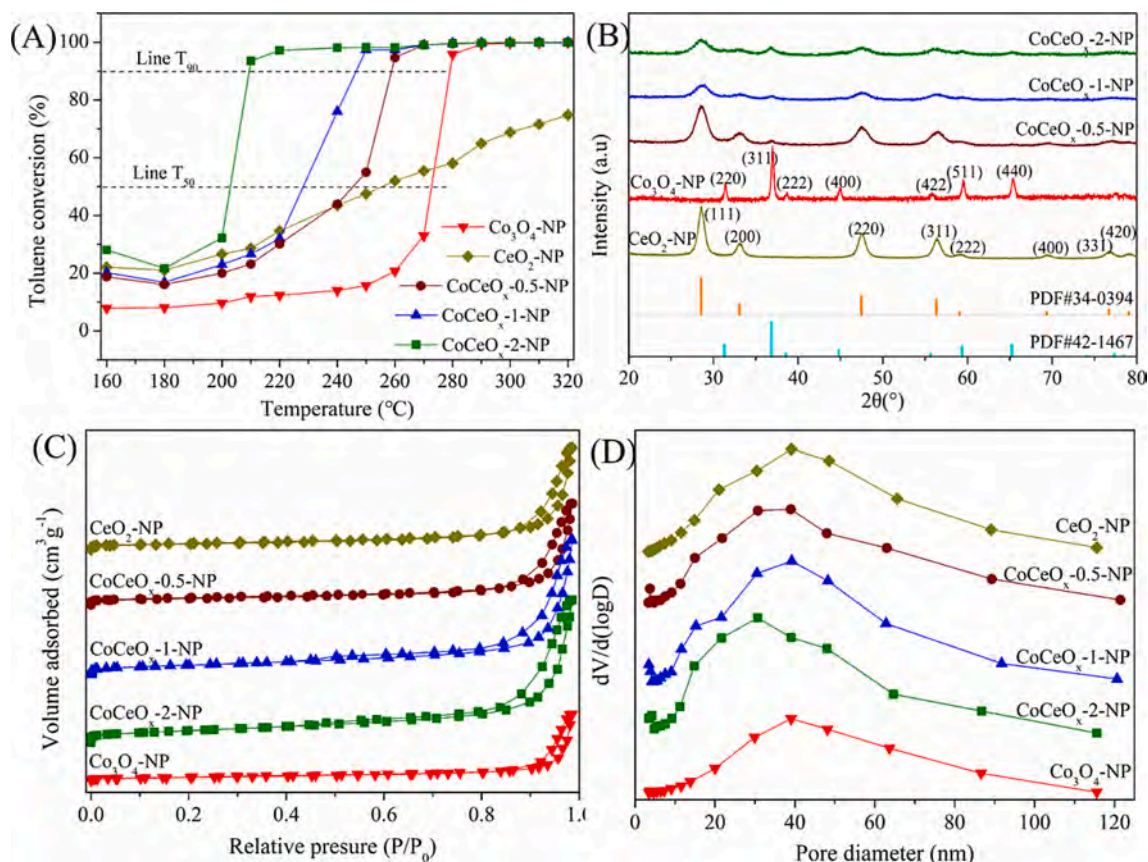 (A)
Toluene conversion (%)
100
80
60
40
20
0
Line T90
Line T50
Co3O4-NP
CeO2-NP
CoCeOx-0.5-NP
CoCeOx-1-NP
CoCeOx-2-NP
160 180 200 220 240 260 280 300 320
Temperature (℃)
(B)
Intensity (a.u)
CoCeOx-2-NP
CoCeOx-1-NP
CoCeOx-0.5-NP
Co3O4-NP
(220) (311) (222) (400) (422) (511) (440)
CeO2-NP
(111) (200) (220) (311) (222) (400) (331) (420)
PDF#34-0394
PDF#42-1467
20 30 40 50 60 70 80
2θ(°)
(C)
Volume adsorbed (cm3 g-1)
CeO2-NP
CoCeOx-0.5-NP
CoCeOx-1-NP
CoCeOx-2-NP
Co3O4-NP
0.0 0.2 0.4 0.6 0.8 1.0
Relative presure (P/P0)
(D)
dV/d(logD)
CeO2-NP
CoCeOx-0.5-NP
CoCeOx-1-NP
CoCeOx-2-NP
Co3O4-NP
0 20 40 60 80 100 120
Pore diameter (nm)